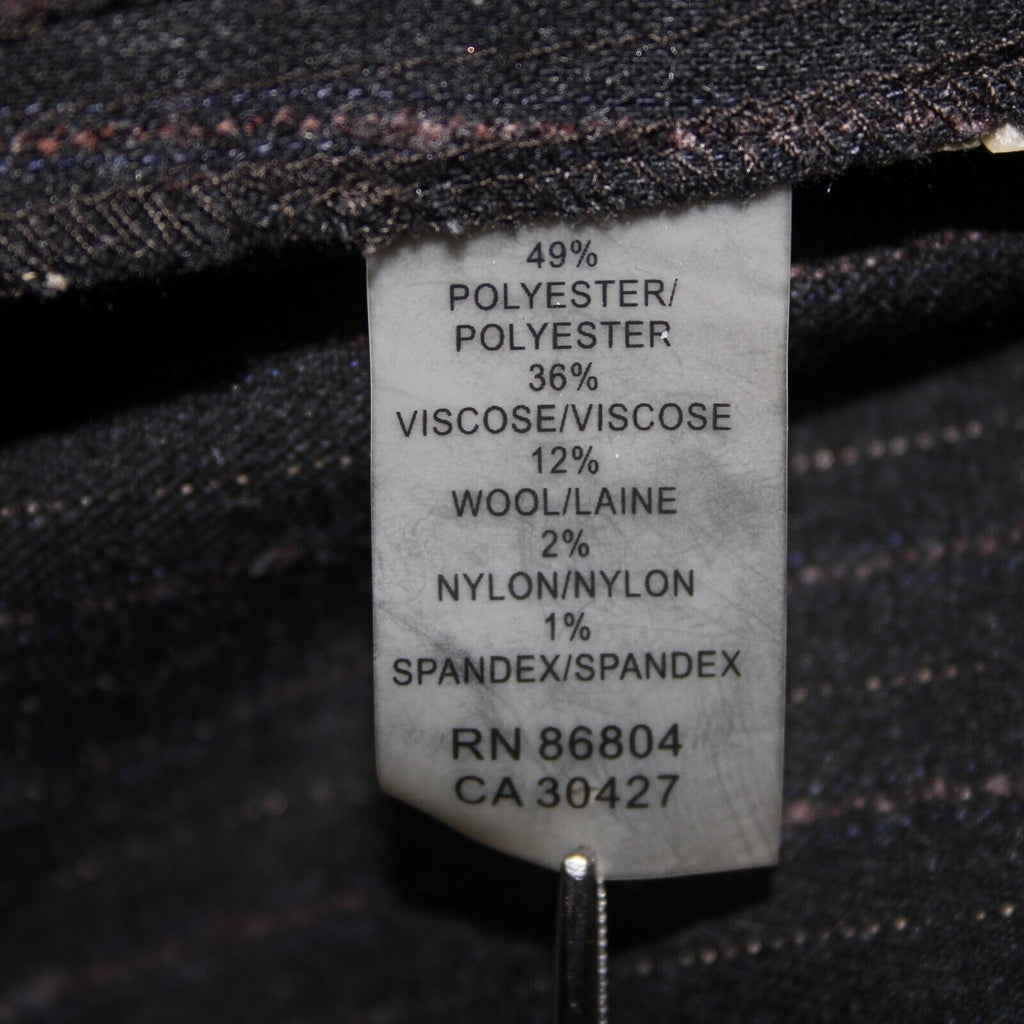 49%
POLYESTER/
POLYESTER
36%
VISCOSE/VISCOSE
12%
WOOL/LAINE
2%
NYLON/NYLON
1%
SPANDEX/SPANDEX
RN 86804
CA 30427